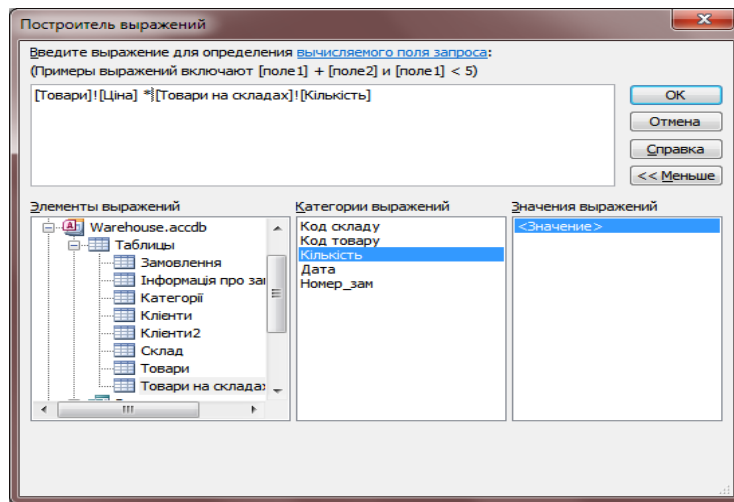 Построитель выражений
Введите выражение для определения вычисляемого поля запроса:
(Примеры выражений включают [поле1] + [поле2] и [поле1] < 5)
[Товари]![Ціна] *[Товари на складах]![Кількість]
ОК
Отмена
Справка
<< Меньше
Элементы выражений
Категории выражений
Значения выражений
Warehouse.accdb
Таблицы
Замовлення
Інформація про за
Категорії
Клієнти
Клієнти2
Склад
Товари
Товари на складах
Код складу
Код товару
Кількість
Дата
Номер_зам
<Значение>